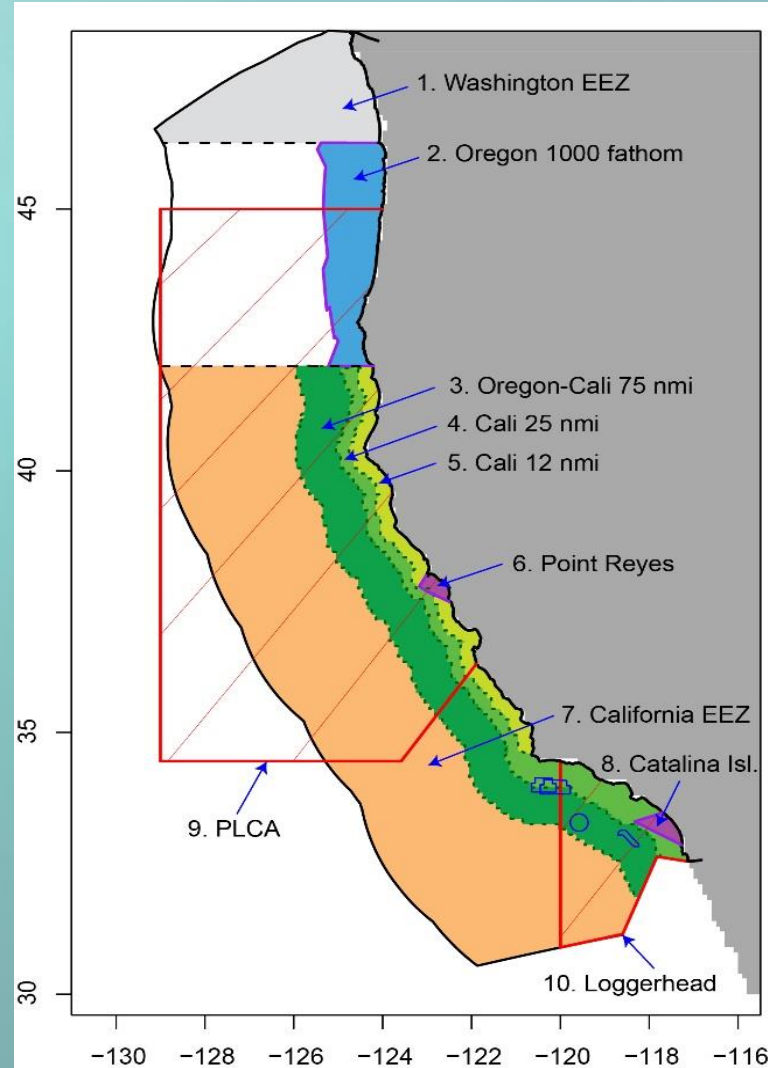 1. Washington EEZ
2. Oregon 1000 fathom
45
3. Oregon-Cali 75 nmi
4. Cali 25 nmi
40
5. Cali 12 nmi
6. Point Reyes
7. California EEZ
35
8. Catalina Isl.
9. PLCA
10. Loggerhead
30
−130 −128 −126 −124 −122 −120 −118 −116